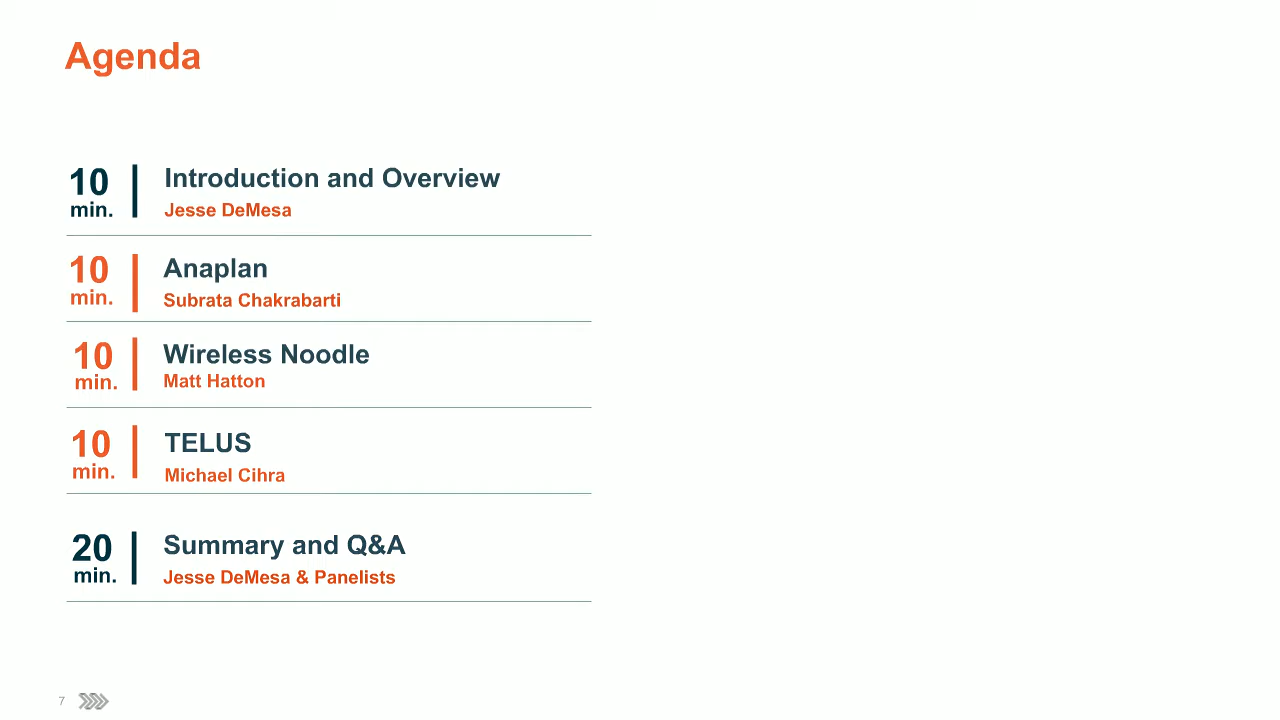 Agenda
10
min.
Introduction and Overview
Jesse DeMesa
10
min.
Anaplan
Subrata Chakrabarti
10
min.
Wireless Noodle
Matt Hatton
10
min.
TELUS
Michael Cihra
20
min.
Summary and Q&A
Jesse DeMesa & Panelists
7